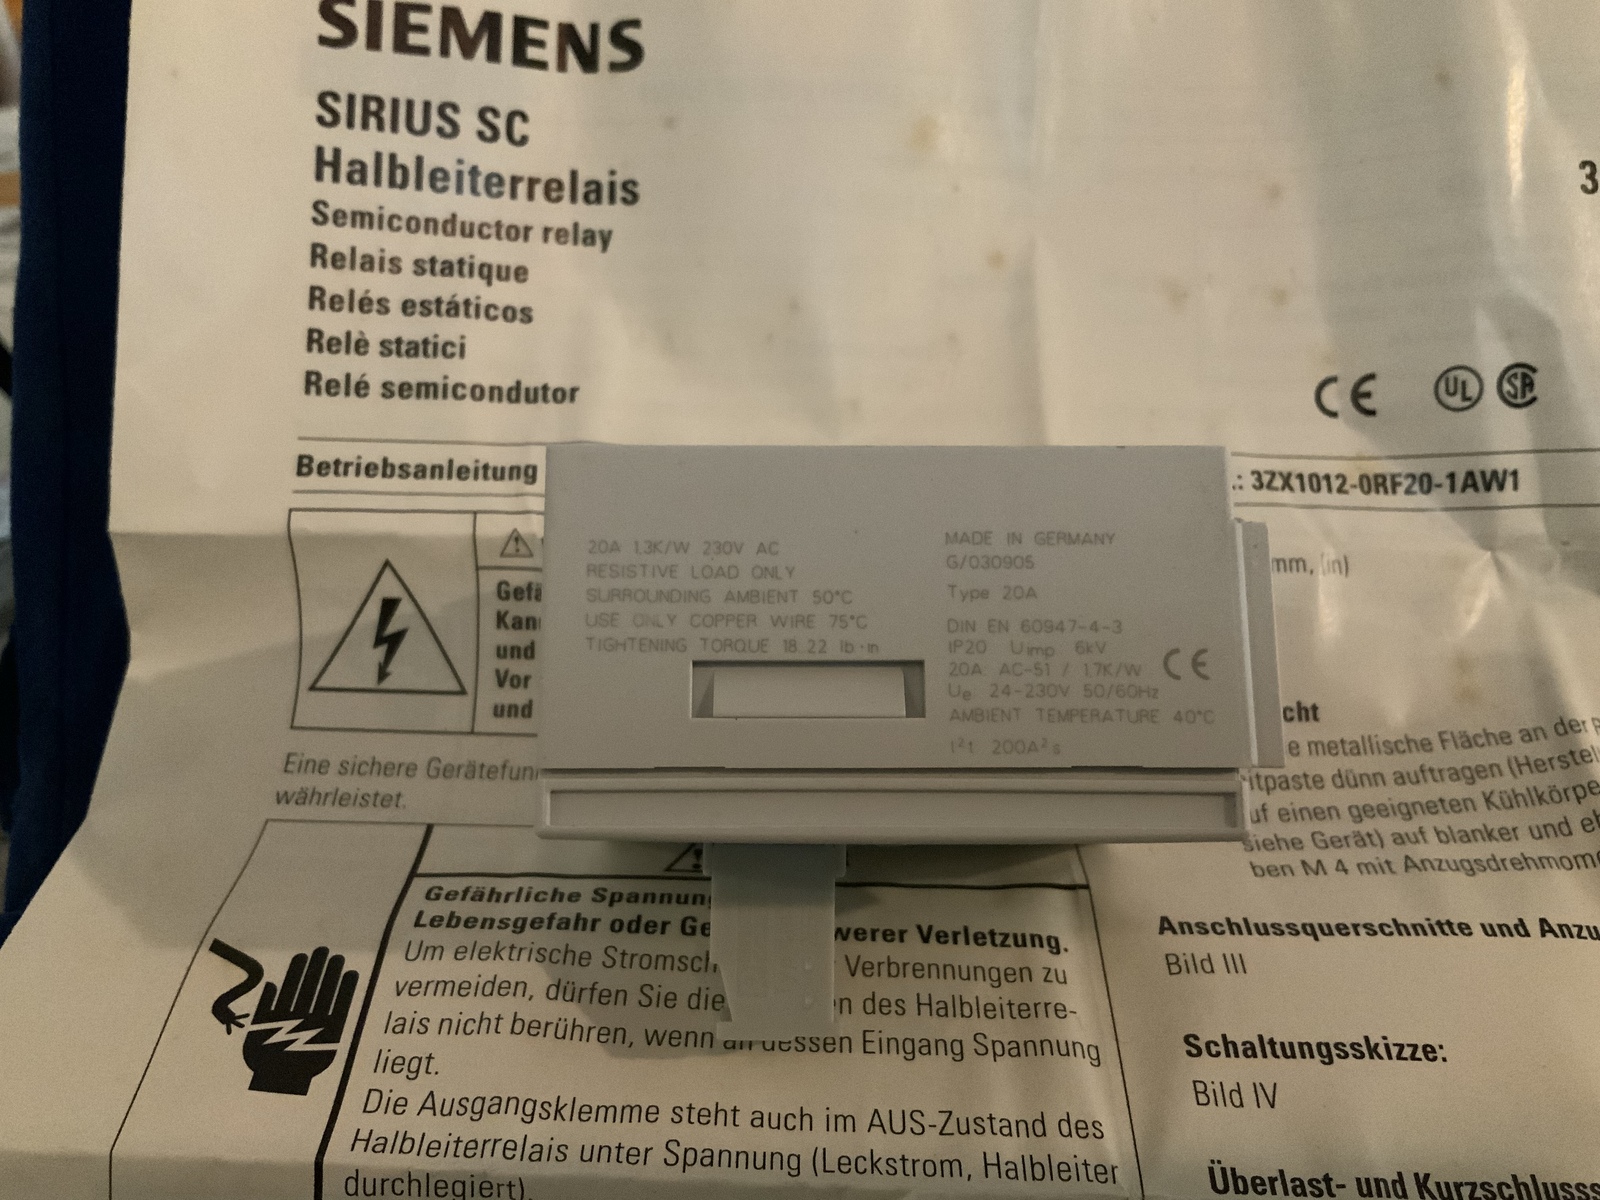 SIEMENS
SIRIUS SC
Halbleiterrelais
Semiconductor relay
Relais statique
Relés estáticos
Relè statici
Relé semicondutor
3
CE UL SA
Betriebsanleitung
.: 3ZX1012-0RF20-1AW1
mm, (in)
Gefä
Kan
und
Vor
und
20A 1.3K/W 230V AC
RESISTIVE LOAD ONLY
SURROUNDING AMBIENT 50°C
USE ONLY COPPER WIRE 75°C
TIGHTENING TORQUE 18..22 lb·in
MADE IN GERMANY
G/030905
Type 20A
DIN EN 60947-4-3
IP20 Uimp 6kV
20A AC-51 / 1.7K/W
CE
Ue 24-230V 50/60Hz
AMBIENT TEMPERATURE 40°C
I²t 200A²s
Eine sichere Gerätefun
währleistet.
cht
e metallische Fläche an der
itpaste dünn auftragen (Herstel
uf einen geeigneten Kühlkörpe
siehe Gerät) auf blanker und e
ben M 4 mit Anzugsdrehmom
Gefährliche Spannun
Lebensgefahr oder Ge werer Verletzung.
Um elektrische Stromsch Verbrennungen zu
vermeiden, dürfen Sie die n des Halbleiterre-
lais nicht berühren, wenn an dessen Eingang Spannung
liegt.
Die Ausgangsklemme steht auch im AUS-Zustand des
Halbleiterrelais unter Spannung (Leckstrom, Halbleiter
durchlegiert).
Anschlussquerschnitte und Anzu
Bild III
Schaltungsskizze:
Bild IV
Überlast- und Kurzschlusss